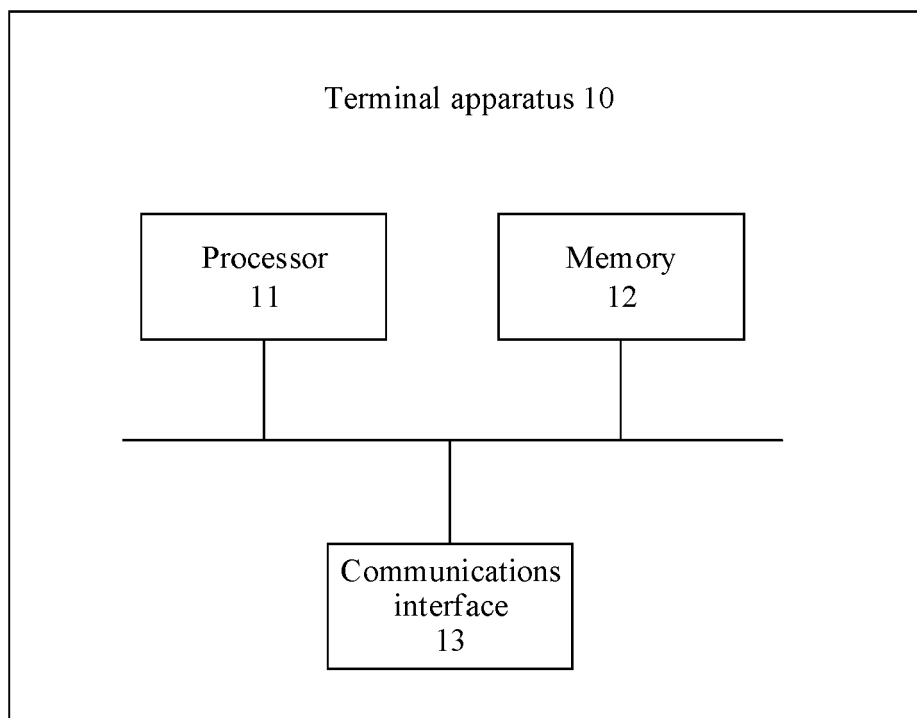 Terminal apparatus 10
Processor
11
Memory
12
Communications
interface
13